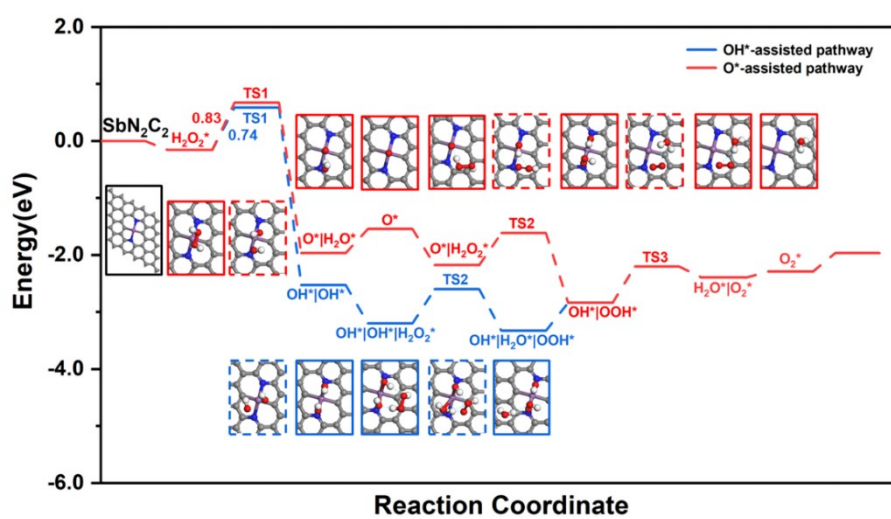 2.0
OH*-assisted pathway
O*-assisted pathway
TS1
SbN₂C₂
0.83
TS1
0.0
H₂O₂*
0.74
Energy(eV)
O*
TS2
O*|H₂O*
O*|H₂O₂*
TS3
-2.0
O₂*
H₂O*|O₂*
OH*|OH*
TS2
OH*|OOH*
OH*|OH*|H₂O₂*
OH*|H₂O*|OOH*
-4.0
-6.0
Reaction Coordinate